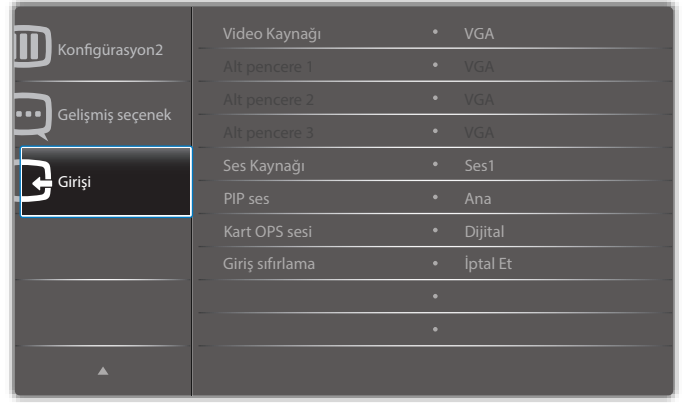 Konfigürasyon2
Gelişmiş seçenek
Girişi
Video Kaynağı • VGA
Alt pencere 1 • VGA
Alt pencere 2 • VGA
Alt pencere 3 • VGA
Ses Kaynağı • Ses1
PIP ses • Ana
Kart OPS sesi • Dijital
Giriş sıfırlama • İptal Et
•
•